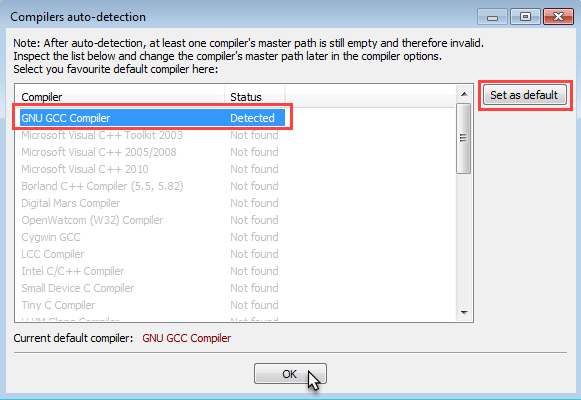 Compilers auto-detection
Note: After auto-detection, at least one compiler's master path is still empty and therefore invalid.
Inspect the list below and change the compiler's master path later in the compiler options.
Select you favourite default compiler here:
Compiler Status
Set as default
GNU GCC Compiler Detected
Microsoft Visual C++ Toolkit 2003 Not found
Microsoft Visual C++ 2005/2008 Not found
Microsoft Visual C++ 2010 Not found
Borland C++ Compiler (5.5, 5.82) Not found
Digital Mars Compiler Not found
OpenWatcom (W32) Compiler Not found
Cygwin GCC Not found
LCC Compiler Not found
Intel C/C++ Compiler Not found
Small Device C Compiler Not found
Tiny C Compiler Not found
Current default compiler: GNU GCC Compiler
OK